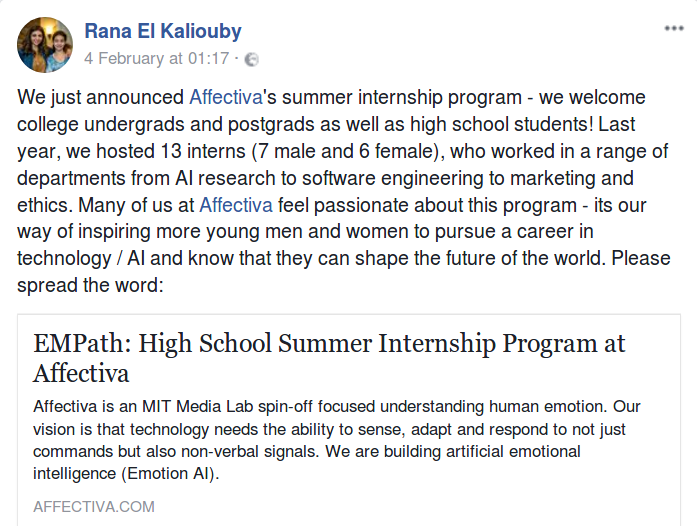 Rana El Kaliouby
4 February at 01:17 ·
We just announced Affectiva's summer internship program - we welcome
college undergrads and postgrads as well as high school students! Last
year, we hosted 13 interns (7 male and 6 female), who worked in a range of
departments from AI research to software engineering to marketing and
ethics. Many of us at Affectiva feel passionate about this program - its our
way of inspiring more young men and women to pursue a career in
technology / AI and know that they can shape the future of the world. Please
spread the word:
EMPath: High School Summer Internship Program at
Affectiva
Affectiva is an MIT Media Lab spin-off focused understanding human emotion. Our
vision is that technology needs the ability to sense, adapt and respond to not just
commands but also non-verbal signals. We are building artificial emotional
intelligence (Emotion AI).
AFFECTIVA.COM